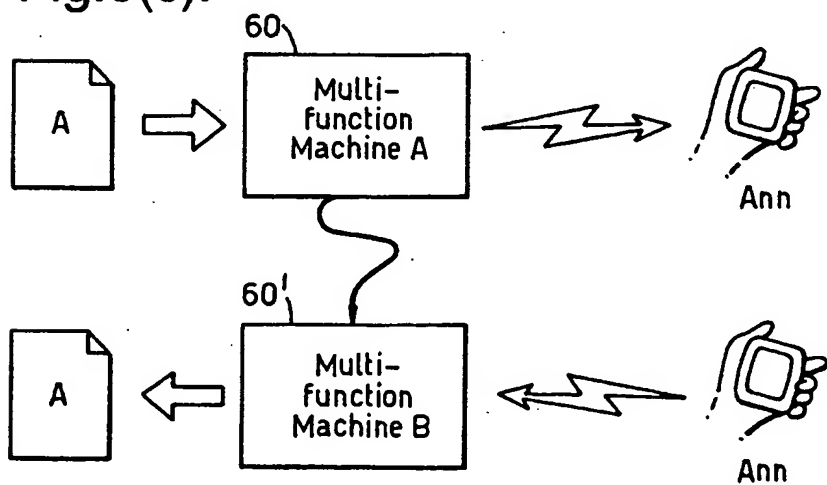 60
A
Multi-
function
Machine A
Ann
60'
A
Multi-
function
Machine B
Ann